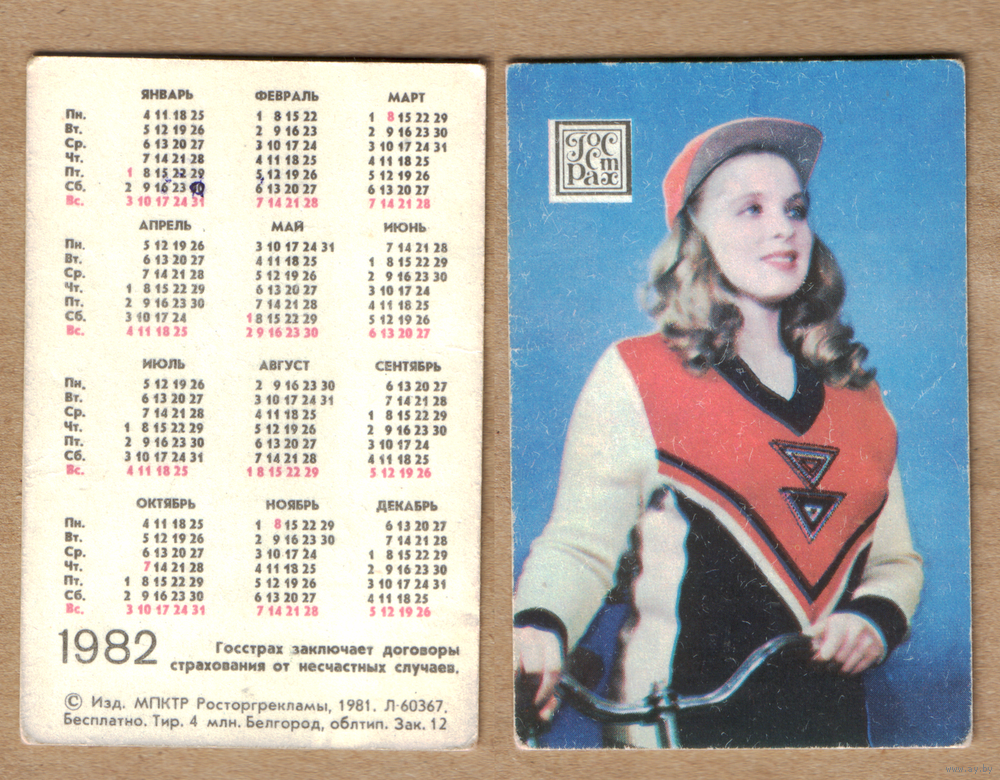 ЯНВАРЬ ФЕВРАЛЬ МАРТ
Пн. 4 11 18 25 1 8 15 22 1 8 15 22 29
Вт. 5 12 19 26 2 9 16 23 2 9 16 23 30
Ср. 6 13 20 27 3 10 17 24 3 10 17 24 31
Чт. 7 14 21 28 4 11 18 25 4 11 18 25
Пт. 1 8 15 22 29 5 12 19 26 5 12 19 26
Сб. 2 9 16 23 30 6 13 20 27 6 13 20 27
Вс. 3 10 17 24 31 7 14 21 28 7 14 21 28
АПРЕЛЬ МАЙ ИЮНЬ
Пн. 5 12 19 26 3 10 17 24 31 7 14 21 28
Вт. 6 13 20 27 4 11 18 25 1 8 15 22 29
Ср. 7 14 21 28 5 12 19 26 2 9 16 23 30
Чт. 1 8 15 22 29 6 13 20 27 3 10 17 24
Пт. 2 9 16 23 30 7 14 21 28 4 11 18 25
Сб. 3 10 17 24 1 8 15 22 29 5 12 19 26
Вс. 4 11 18 25 2 9 16 23 30 6 13 20 27
ИЮЛЬ АВГУСТ СЕНТЯБРЬ
Пн. 5 12 19 26 2 9 16 23 30 6 13 20 27
Вт. 6 13 20 27 3 10 17 24 31 7 14 21 28
Ср. 7 14 21 28 4 11 18 25 1 8 15 22 29
Чт. 1 8 15 22 29 5 12 19 26 2 9 16 23 30
Пт. 2 9 16 23 30 6 13 20 27 3 10 17 24
Сб. 3 10 17 24 31 7 14 21 28 4 11 18 25
Вс. 4 11 18 25 1 8 15 22 29 5 12 19 26
ОКТЯБРЬ НОЯБРЬ ДЕКАБРЬ
Пн. 4 11 18 25 1 8 15 22 29 6 13 20 27
Вт. 5 12 19 26 2 9 16 23 30 7 14 21 28
Ср. 6 13 20 27 3 10 17 24 1 8 15 22 29
Чт. 7 14 21 28 4 11 18 25 2 9 16 23 30
Пт. 1 8 15 22 29 5 12 19 26 3 10 17 24 31
Сб. 2 9 16 23 30 6 13 20 27 4 11 18 25
Вс. 3 10 17 24 31 7 14 21 28 5 12 19 26
1982
Госстрах заключает договоры
страхования от несчастных случаев.
© Изд. МПКТР Росторгрекламы, 1981. Л-60367.
Бесплатно. Тир. 4 млн. Белгород, облтип. Зак. 12
Гос
Ст
Рах